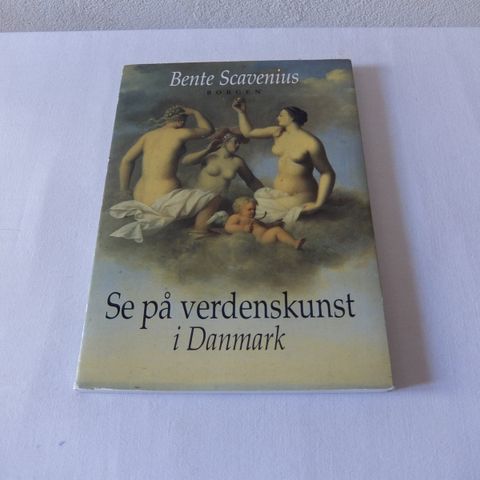 Bente Scavenius
BORGEN
Se på verdenskunst
i Danmark